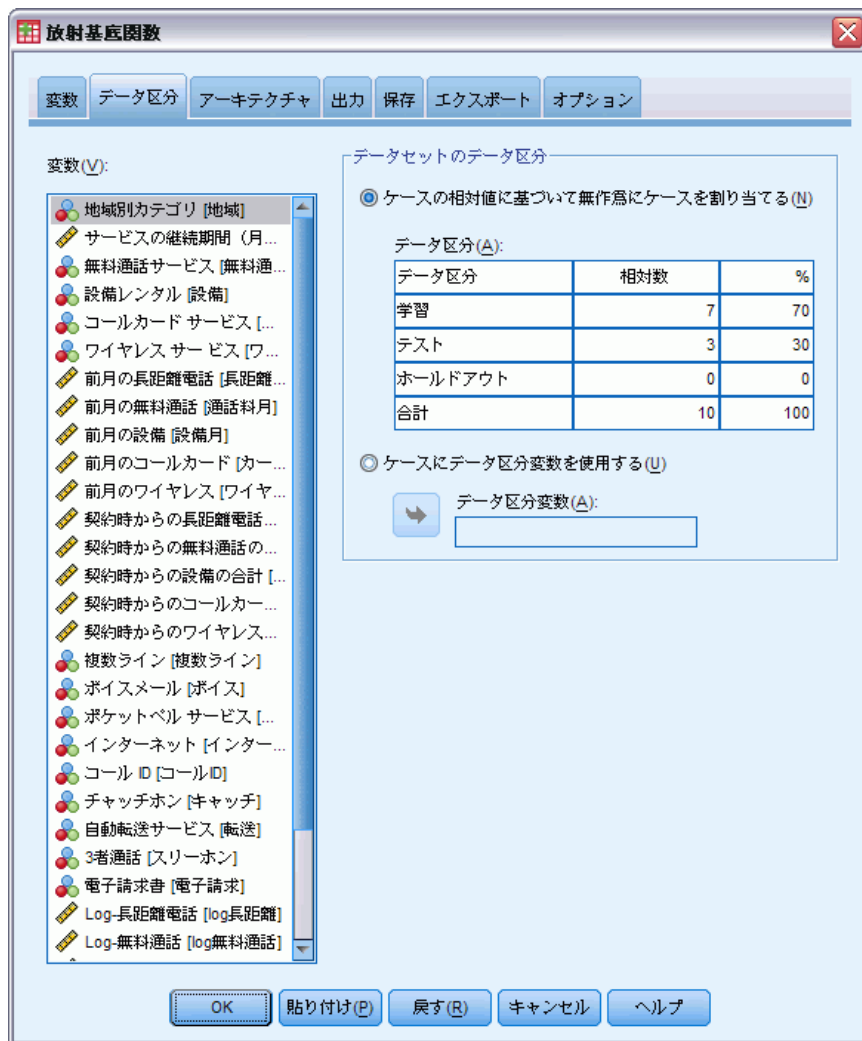 放射基底関数
変数 データ区分 アーキテクチャ 出力 保存 エクスポート オプション
変数(V):
地域別カテゴリ [地域]
サービスの継続期間（月...
無料通話サービス [無料通...
設備レンタル [設備]
コールカード サービス [...
ワイヤレス サー ビス [ワ...
前月の長距離電話 [長距離...
前月の無料通話 [通話料月]
前月の設備 [設備月]
前月のコールカード [カー...
前月のワイヤレス [ワイヤ...
契約時からの長距離電話...
契約時からの無料通話の...
契約時からの設備の合計 [...
契約時からのコールカー...
契約時からのワイヤレス...
複数ライン [複数ライン]
ボイスメール [ボイス]
ポケットベル サービス [...
インターネット [インター...
コール ID [コールID]
チャッチホン [キャッチ]
自動転送サービス [転送]
3者通話 [スリーホン]
電子請求書 [電子請求]
Log-長距離電話 [log長距離]
Log-無料通話 [log無料通話]
データセットのデータ区分
ケースの相対値に基づいて無作為にケースを割り当てる(N)
データ区分(A):
データ区分 相対数 %
学習 7 70
テスト 3 30
ホールドアウト 0 0
合計 10 100
ケースにデータ区分変数を使用する(U)
データ区分変数(A):
OK 貼り付け(P) 戻す(R) キャンセル ヘルプ